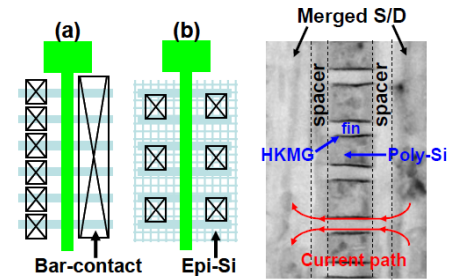 (a)
(b)
Bar-contact
Epi-Si
Merged S/D
spacer
spacer
fin
HKMG
Poly-Si
Current path